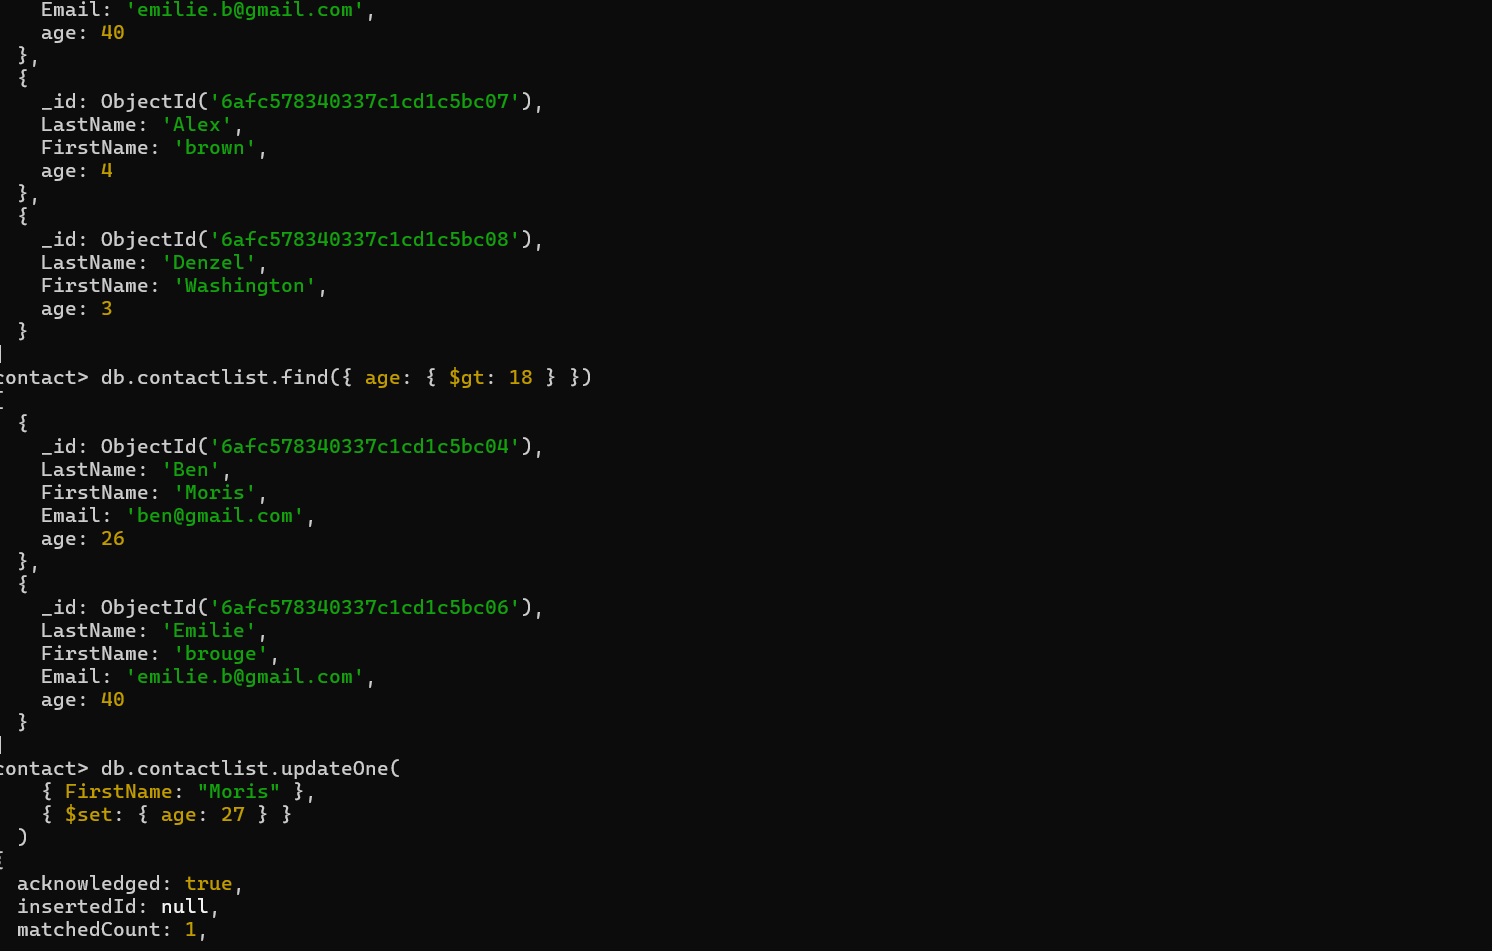 Email: 'emilie.b@gmail.com',
    age: 40
  },
  {
    _id: ObjectId('6afc578340337c1cd1c5bc07'),
    LastName: 'Alex',
    FirstName: 'brown',
    age: 4
  },
  {
    _id: ObjectId('6afc578340337c1cd1c5bc08'),
    LastName: 'Denzel',
    FirstName: 'Washington',
    age: 3
  }
]
contact> db.contactlist.find({ age: { $gt: 18 } })
[
  {
    _id: ObjectId('6afc578340337c1cd1c5bc04'),
    LastName: 'Ben',
    FirstName: 'Moris',
    Email: 'ben@gmail.com',
    age: 26
  },
  {
    _id: ObjectId('6afc578340337c1cd1c5bc06'),
    LastName: 'Emilie',
    FirstName: 'brouge',
    Email: 'emilie.b@gmail.com',
    age: 40
  }
]
contact> db.contactlist.updateOne(
    { FirstName: "Moris" },
    { $set: { age: 27 } }
  )
{
  acknowledged: true,
  insertedId: null,
  matchedCount: 1,